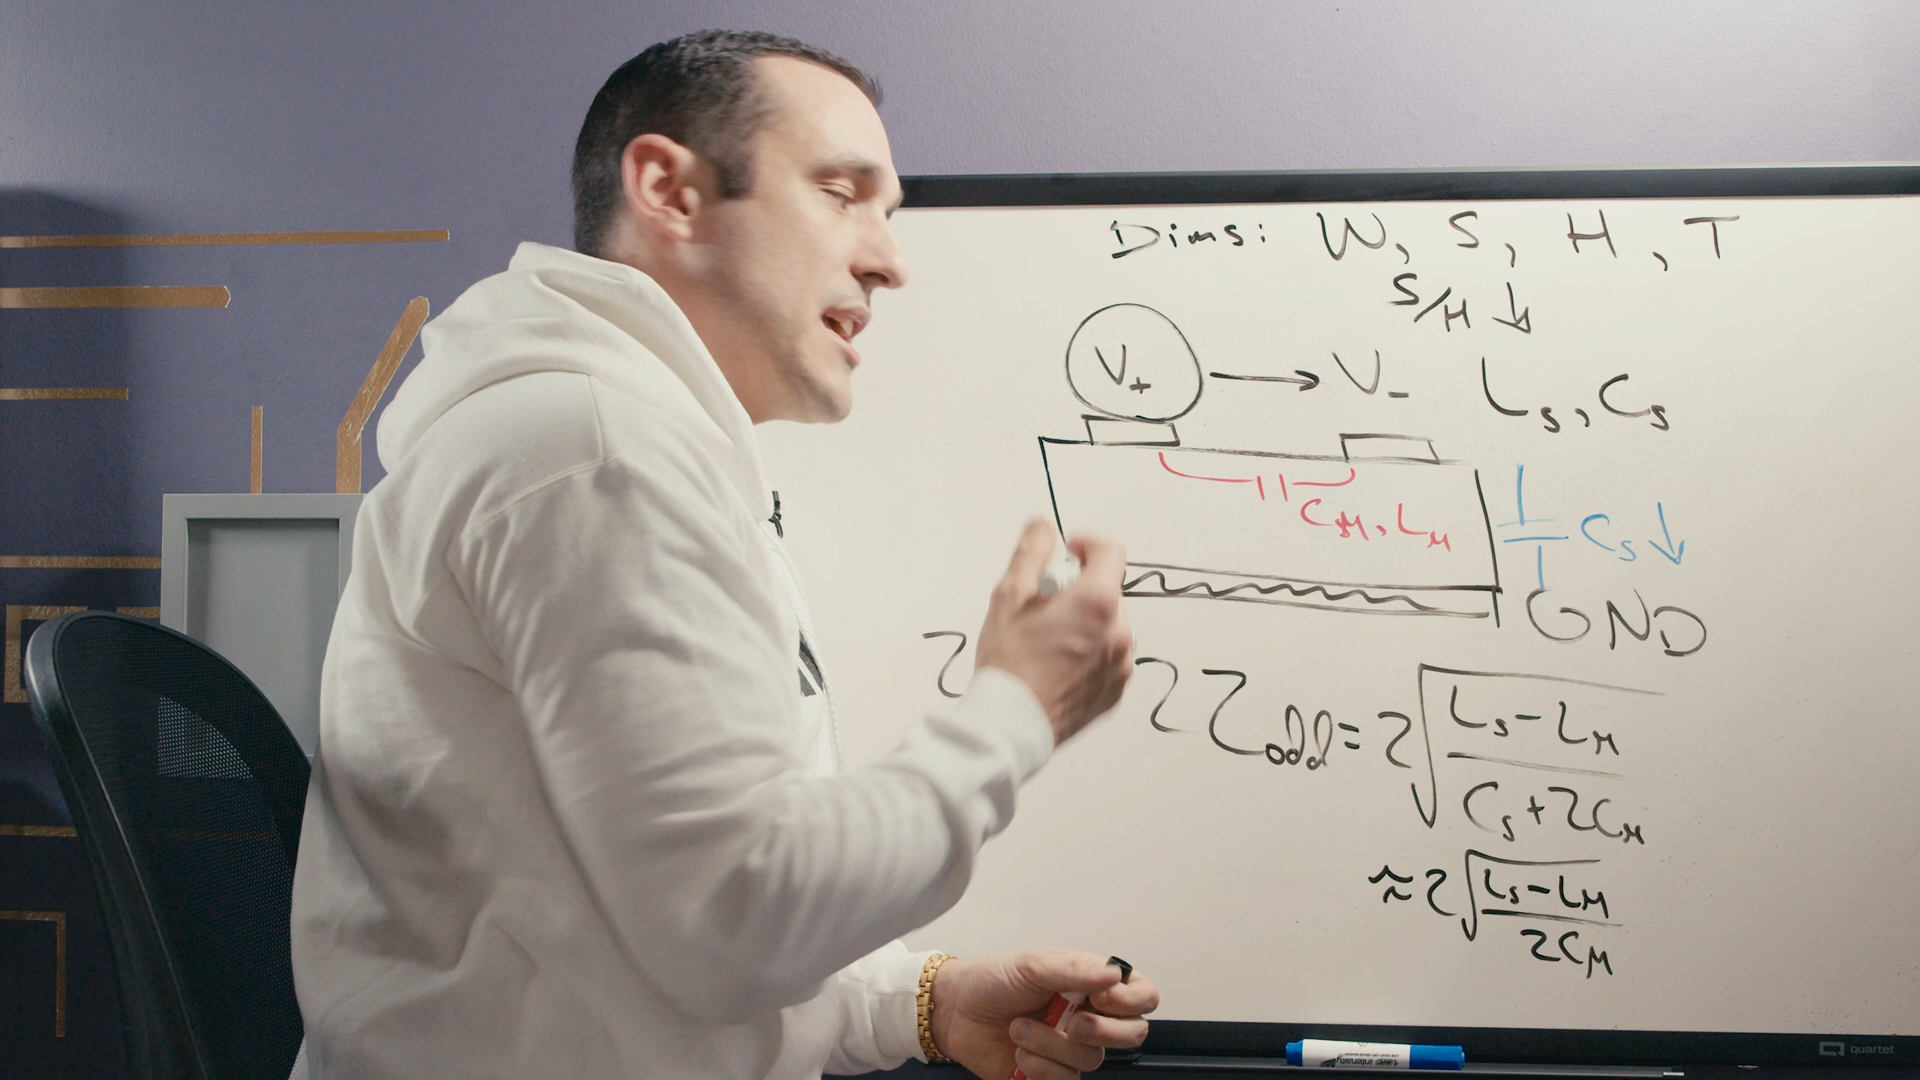 Dims: W, S, H, T
S/H ↓
V+ → V-
Ls, Cs
CM, LM
Cs ↓
GND
Z
2Zodd = 2√(Ls-LM)/(Cs+2CM)
≈ 2√(Ls-LM)/(2CM)
quartet